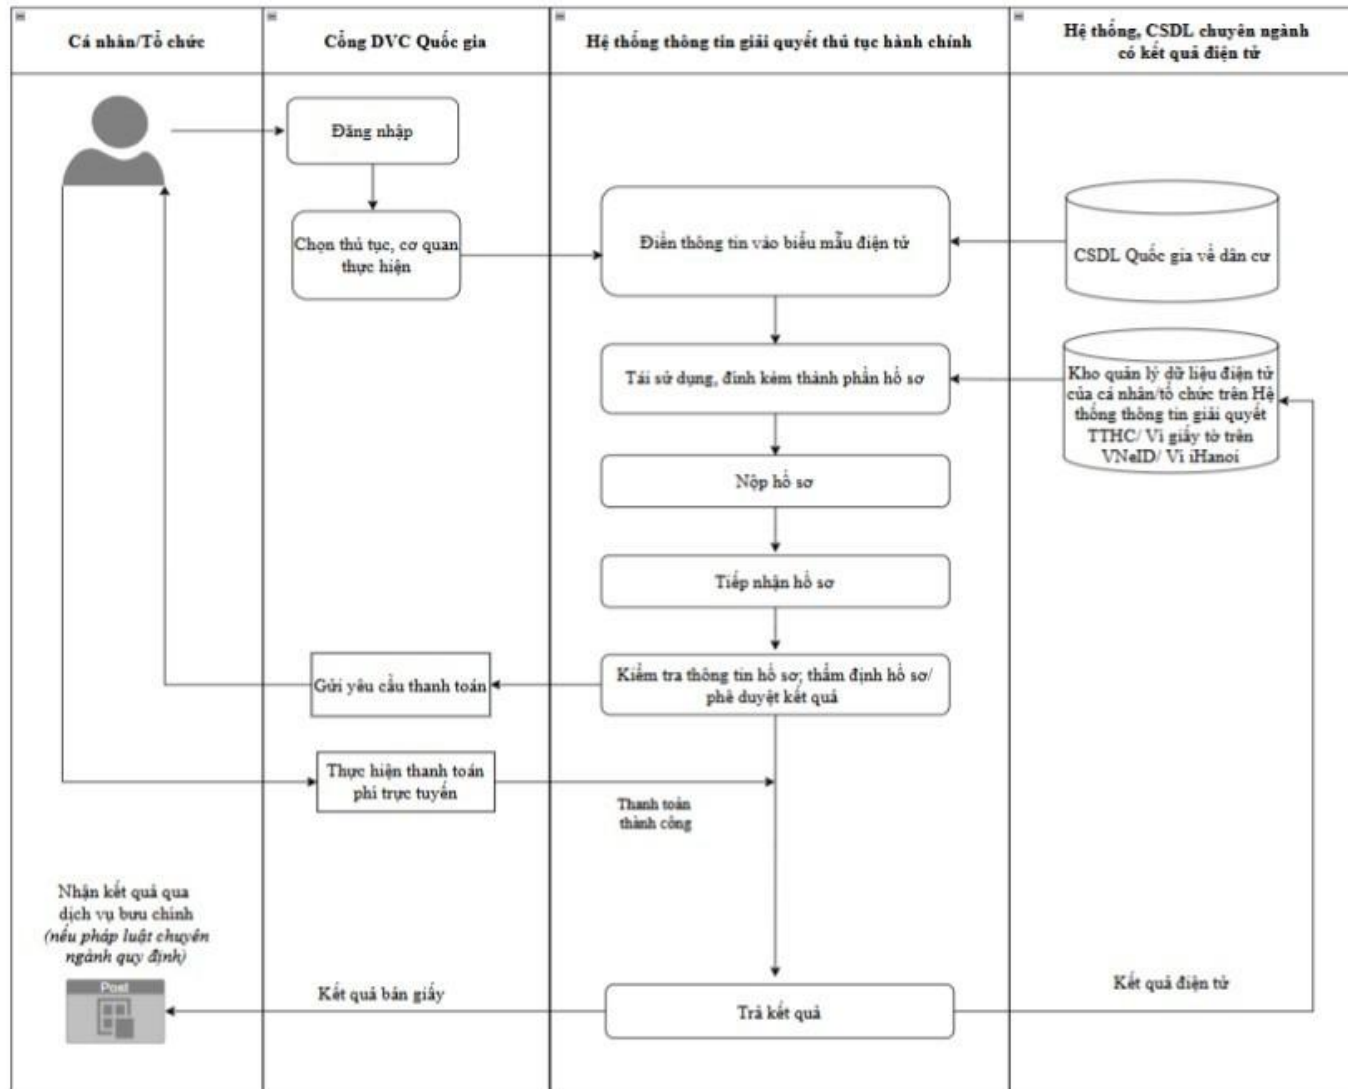 Cá nhân/Tổ chức
Cổng DVC Quốc gia
Hệ thống thông tin giải quyết thủ tục hành chính
Hệ thống, CSDL chuyên ngành
có kết quả điện tử
Đăng nhập
Chọn thủ tục, cơ quan
thực hiện
Điền thông tin vào biểu mẫu điện tử
CSDL Quốc gia về dân cư
Tái sử dụng, đính kèm thành phần hồ sơ
Kho quản lý dữ liệu điện tử
của cá nhân/tổ chức trên Hệ
thống thông tin giải quyết
TTHC/ Ví giấy tờ trên
VNeID/ Ví iHanoi
Nộp hồ sơ
Tiếp nhận hồ sơ
Kiểm tra thông tin hồ sơ; thẩm định hồ sơ/
phê duyệt kết quả
Gửi yêu cầu thanh toán
Thực hiện thanh toán
phí trực tuyến
Thanh toán
thành công
Nhận kết quả qua
dịch vụ bưu chính
(nếu pháp luật chuyên
ngành quy định)
Post
Kết quả bản giấy
Trả kết quả
Kết quả điện tử